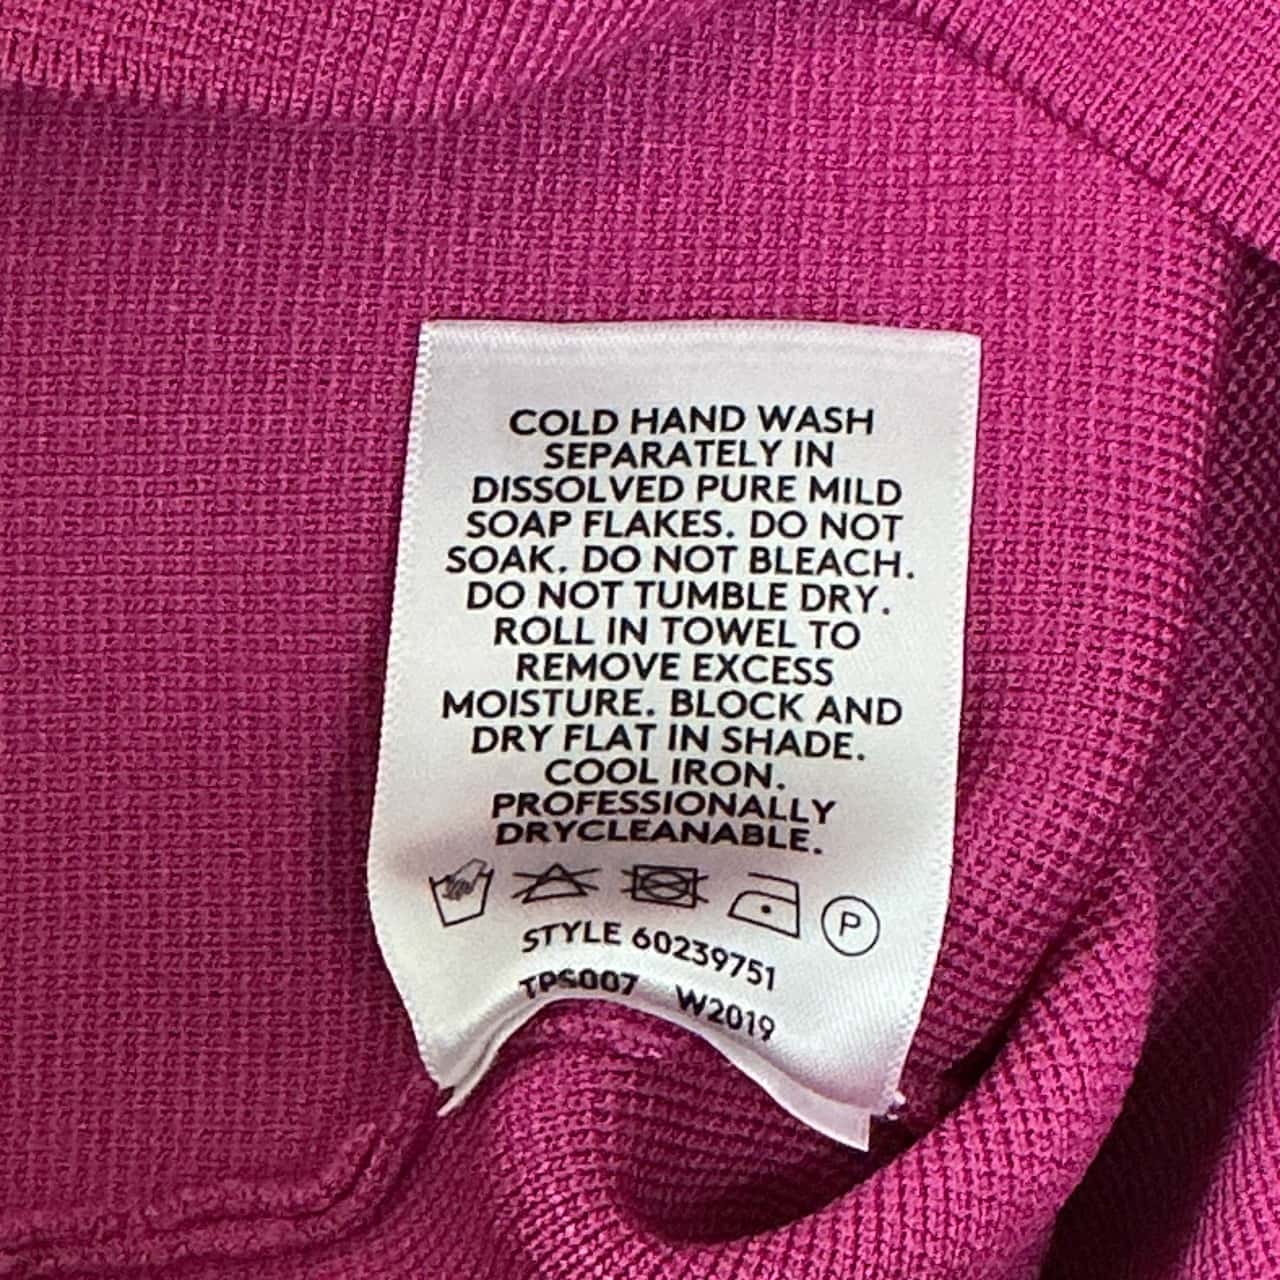 COLD HAND WASH
SEPARATELY IN
DISSOLVED PURE MILD
SOAP FLAKES. DO NOT
SOAK. DO NOT BLEACH.
DO NOT TUMBLE DRY.
ROLL IN TOWEL TO
REMOVE EXCESS
MOISTURE. BLOCK AND
DRY FLAT IN SHADE.
COOL IRON.
PROFESSIONALLY
DRYCLEANABLE.
P
STYLE 60239751
TPS007 W2019